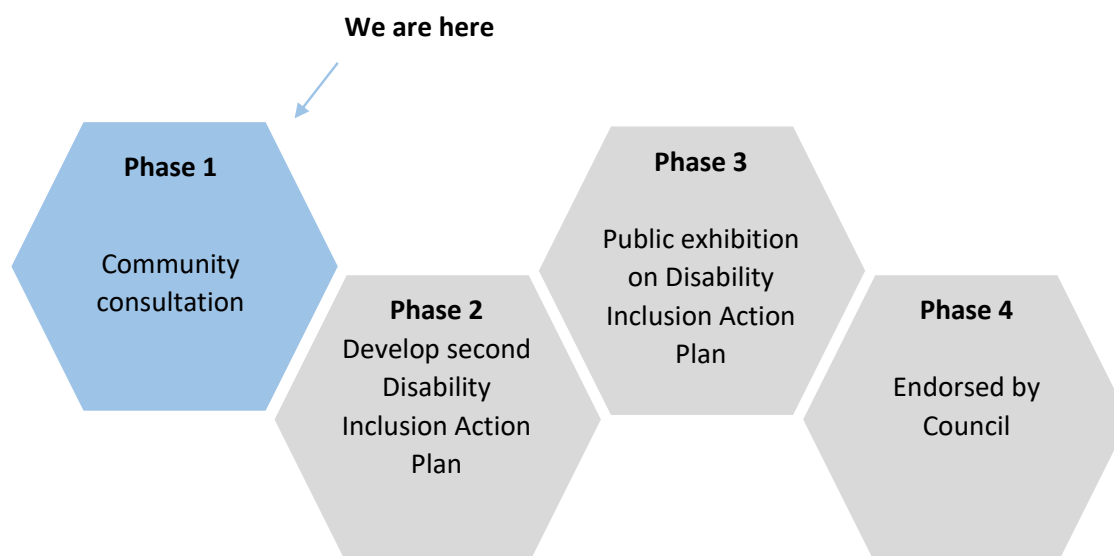 We are here
Phase 1
Community
consultation
Phase 2
Develop second
Disability
Inclusion Action
Plan
Phase 3
Public exhibition
on Disability
Inclusion Action
Plan
Phase 4
Endorsed by
Council